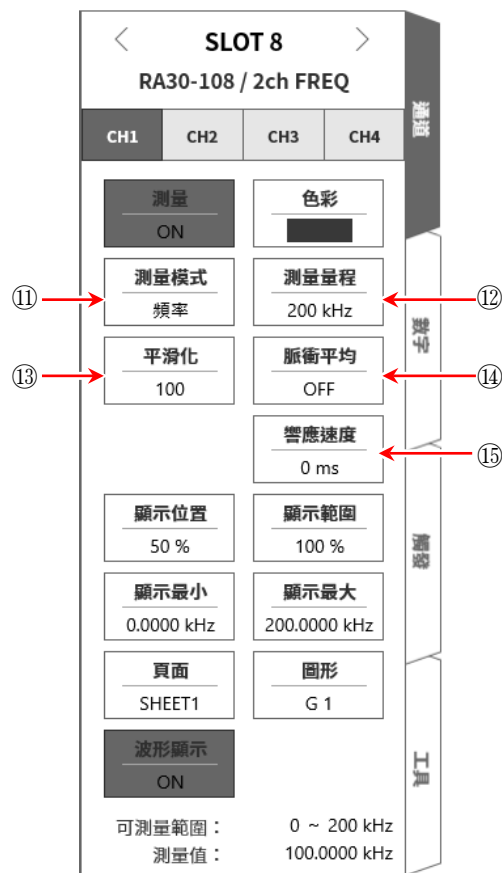 < SLOT 8 >
RA30-108 / 2ch FREQ
CH1 CH2 CH3 CH4
通道
測量 色彩
ON
⑪ 測量模式 測量量程 ⑫
頻率 200 kHz
數字
⑬ 平滑化 脈衝平均 ⑭
100 OFF
響應速度 ⑮
0 ms
顯示位置 顯示範圍
50 % 100 %
觸發
顯示最小 顯示最大
0.0000 kHz 200.0000 kHz
頁面 圖形
SHEET1 G 1
波形顯示
ON
工具
可測量範圍： 0 ~ 200 kHz
測量值： 100.0000 kHz